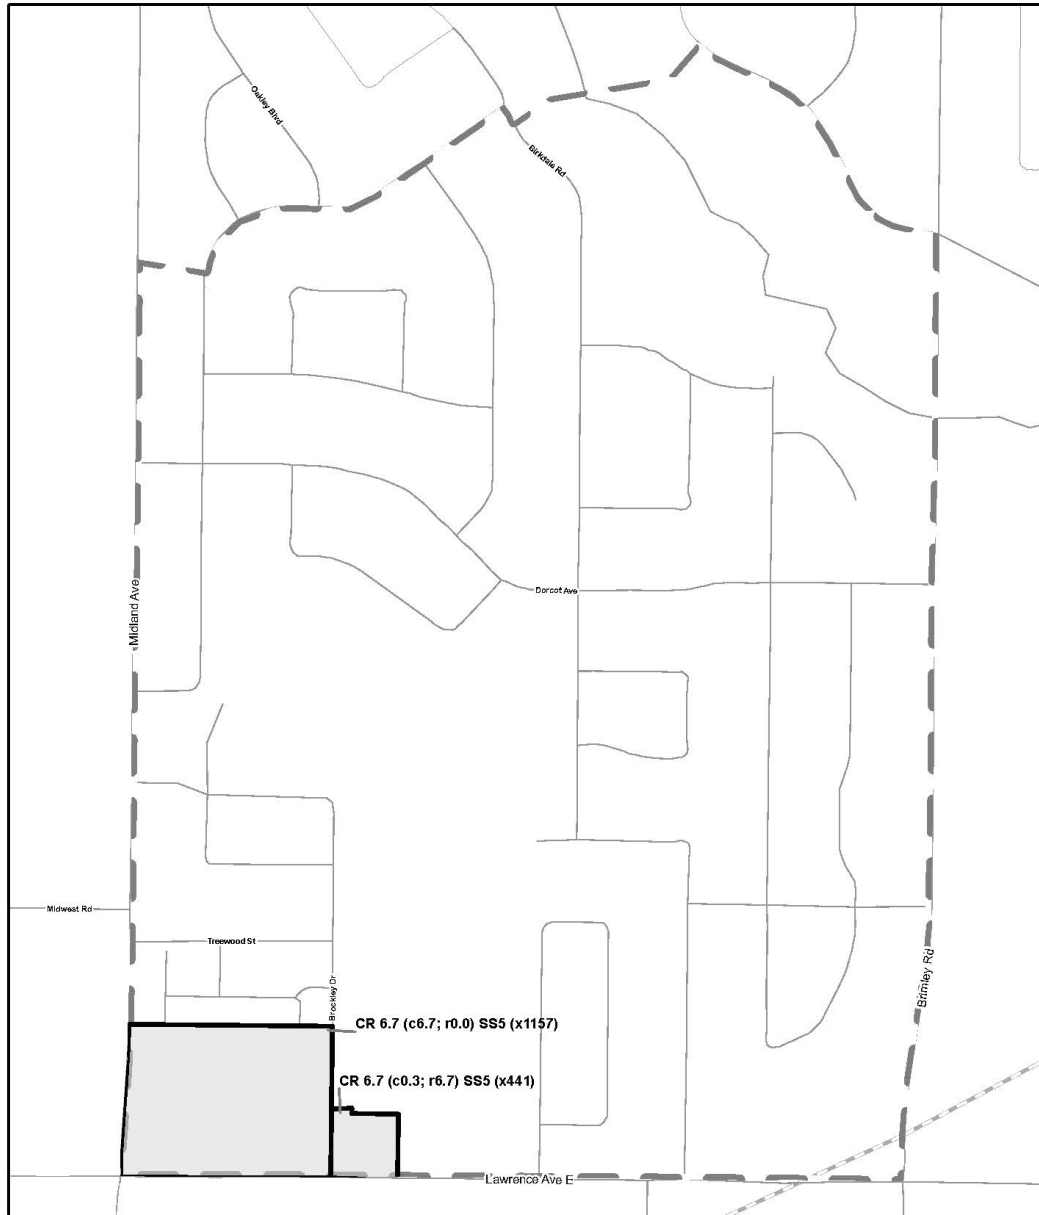 Oakley Blvd
Birkdale Rd
Midland Ave
Dorcot Ave
Midwest Rd
Treewood St
Brockley Dr
Brimley Rd
CR 6.7 (c6.7; r0.0) SS5 (x1157)
CR 6.7 (c0.3; r6.7) SS5 (x441)
Lawrence Ave E